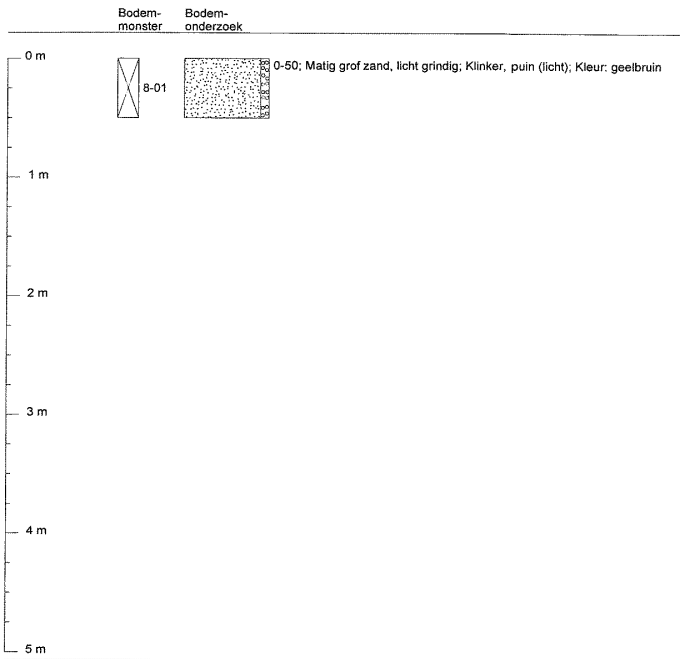 Bodem-
monster
Bodem-
onderzoek
0 m
8-01
0-50; Matig grof zand, licht grindig; Klinker, puin (licht); Kleur: geelbruin
1 m
2 m
3 m
4 m
5 m